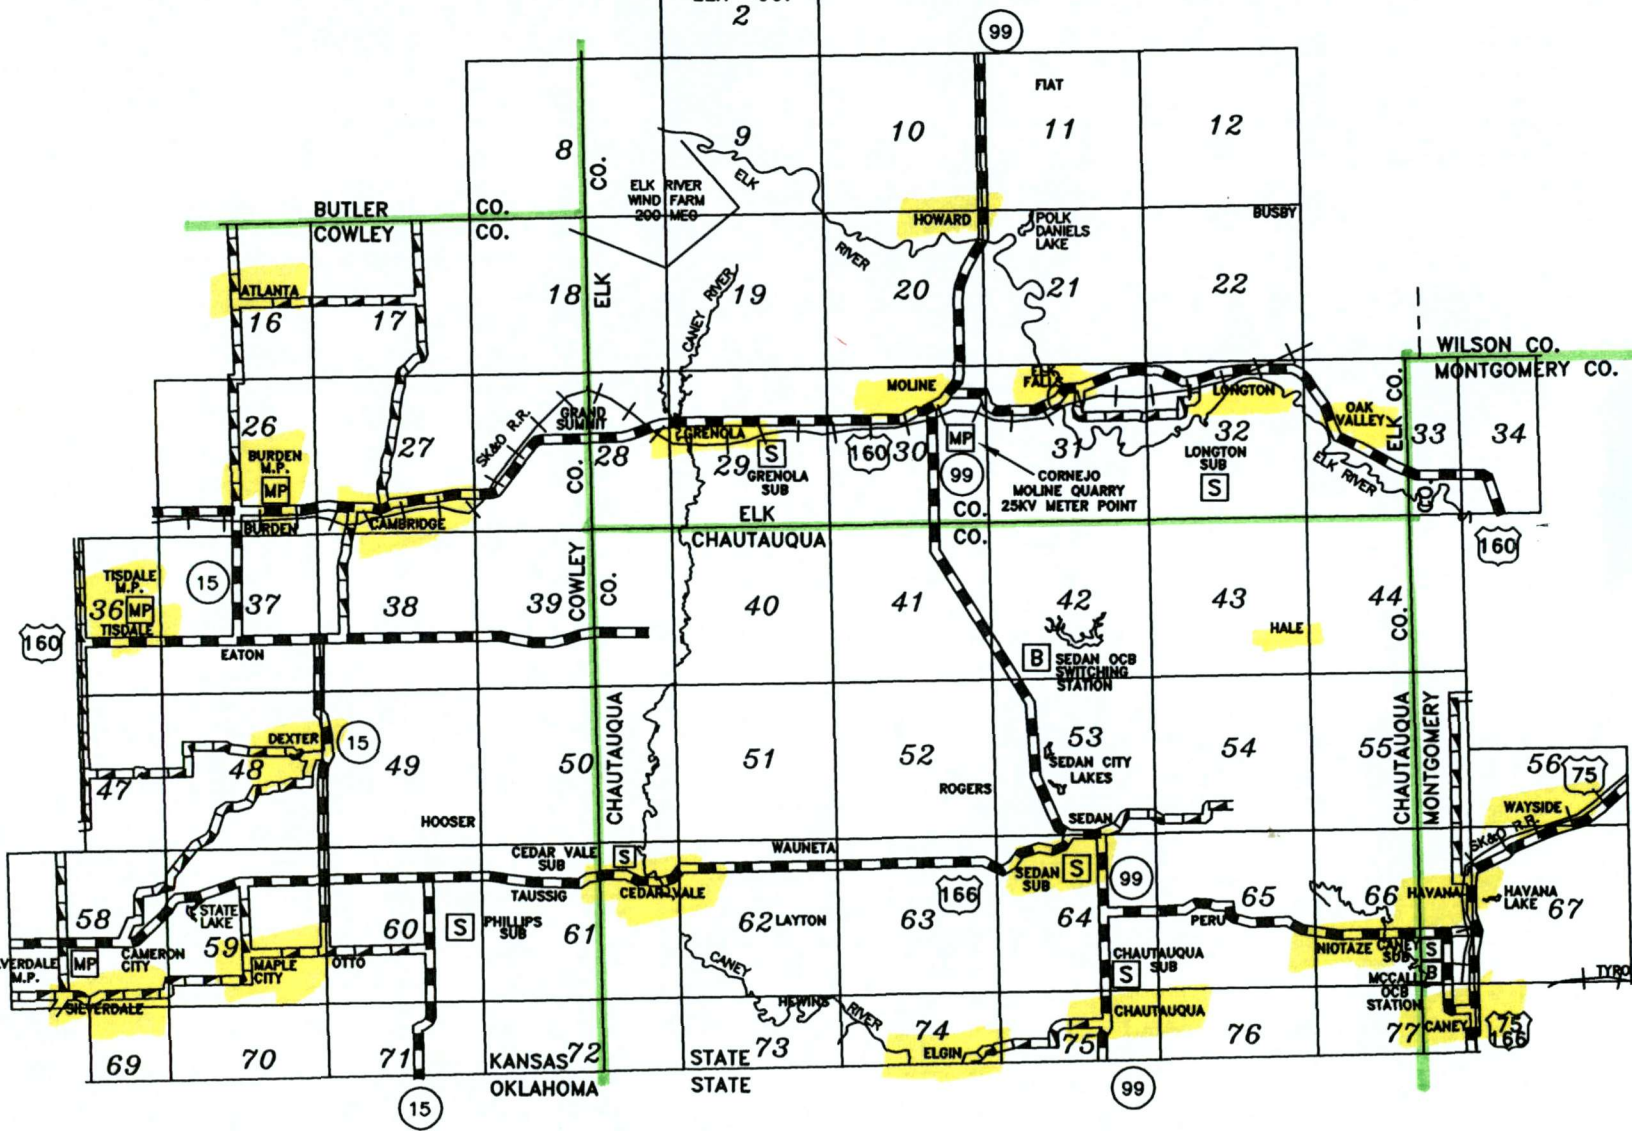 2
99
FIAT
8
9
10
11
12
CO.
ELK RIVER
WIND FARM
200 MEG
ELK
RIVER
HOWARD
POLK
DANIELS
LAKE
BUSBY
BUTLER CO.
COWLEY CO.
ATLANTA
16
17
18
ELK
CANEY RIVER
19
20
21
22
WILSON CO.
MONTGOMERY CO.
MOLINE
ELK
FALLS
LONGTON
OAK
VALLEY
ELK CO.
26
27
SK&O R.R.
GRAND
SUMMIT
28
GRENOLA
29
S
GRENOLA
SUB
160
30
MP
99
CORNEJO
MOLINE QUARRY
25KV METER POINT
31
32
LONGTON
SUB
S
ELK RIVER
33
34
CO.
BURDEN
M.P.
MP
BURDEN
CAMBRIDGE
CO.
ELK CO.
CHAUTAUQUA CO.
160
TISDALE
M.P.
36
MP
TISDALE
15
37
38
39
COWLEY
CO.
40
41
42
43
44
CO.
160
EATON
HALE
B
SEDAN OCB
SWITCHING
STATION
DEXTER
15
47
48
49
50
CHAUTAUQUA
51
52
53
SEDAN CITY
LAKES
54
55
CHAUTAUQUA
MONTGOMERY
56
75
HOOSER
ROGERS
SEDAN
WAYSIDE
SK&O R.R.
CEDAR VALE
SUB
S
WAUNETA
TAUSSIG
CEDAR VALE
166
SEDAN
SUB
S
99
58
STATE
LAKE
59
60
S
PHILLIPS
SUB
61
62
LAYTON
63
64
65
PERU
66
HAVANA
HAVANA
LAKE
67
MP
CAMERON
CITY
M.P.
MAPLE
CITY
OTTO
CANEY
CHAUTAUQUA
SUB
S
NIOTAZE
CANEY
SUB
S
B
MCCALL
OCB
STATION
SILVERDALE
HEWINS
RIVER
CHAUTAUQUA
CANEY
75
166
69
70
71
72
73
74
ELGIN
75
76
77
KANSAS STATE
OKLAHOMA STATE
15
99